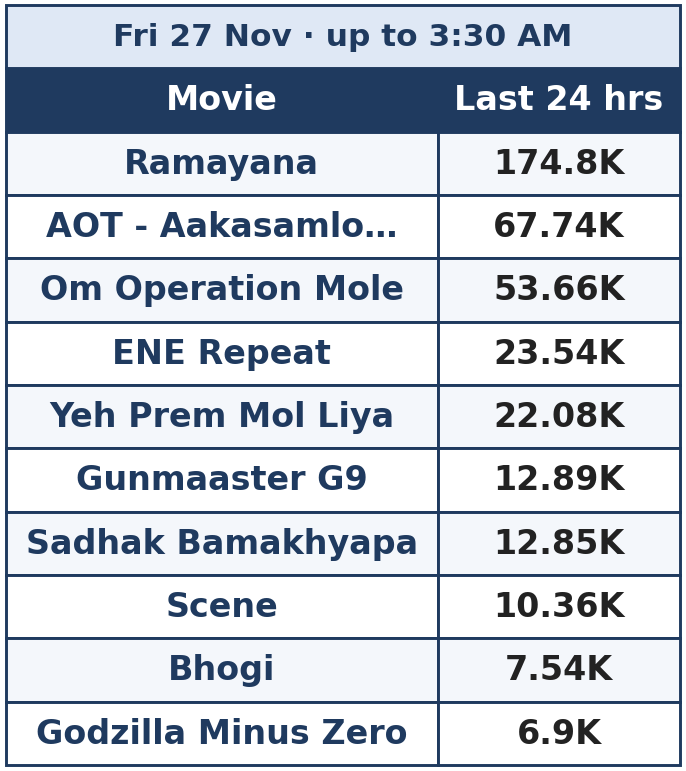 Fri 27 Nov · up to 3:30 AM
Movie Last 24 hrs
Ramayana 174.8K
AOT - Aakasamlo... 67.74K
Om Operation Mole 53.66K
ENE Repeat 23.54K
Yeh Prem Mol Liya 22.08K
Gunmaaster G9 12.89K
Sadhak Bamakhyapa 12.85K
Scene 10.36K
Bhogi 7.54K
Godzilla Minus Zero 6.9K